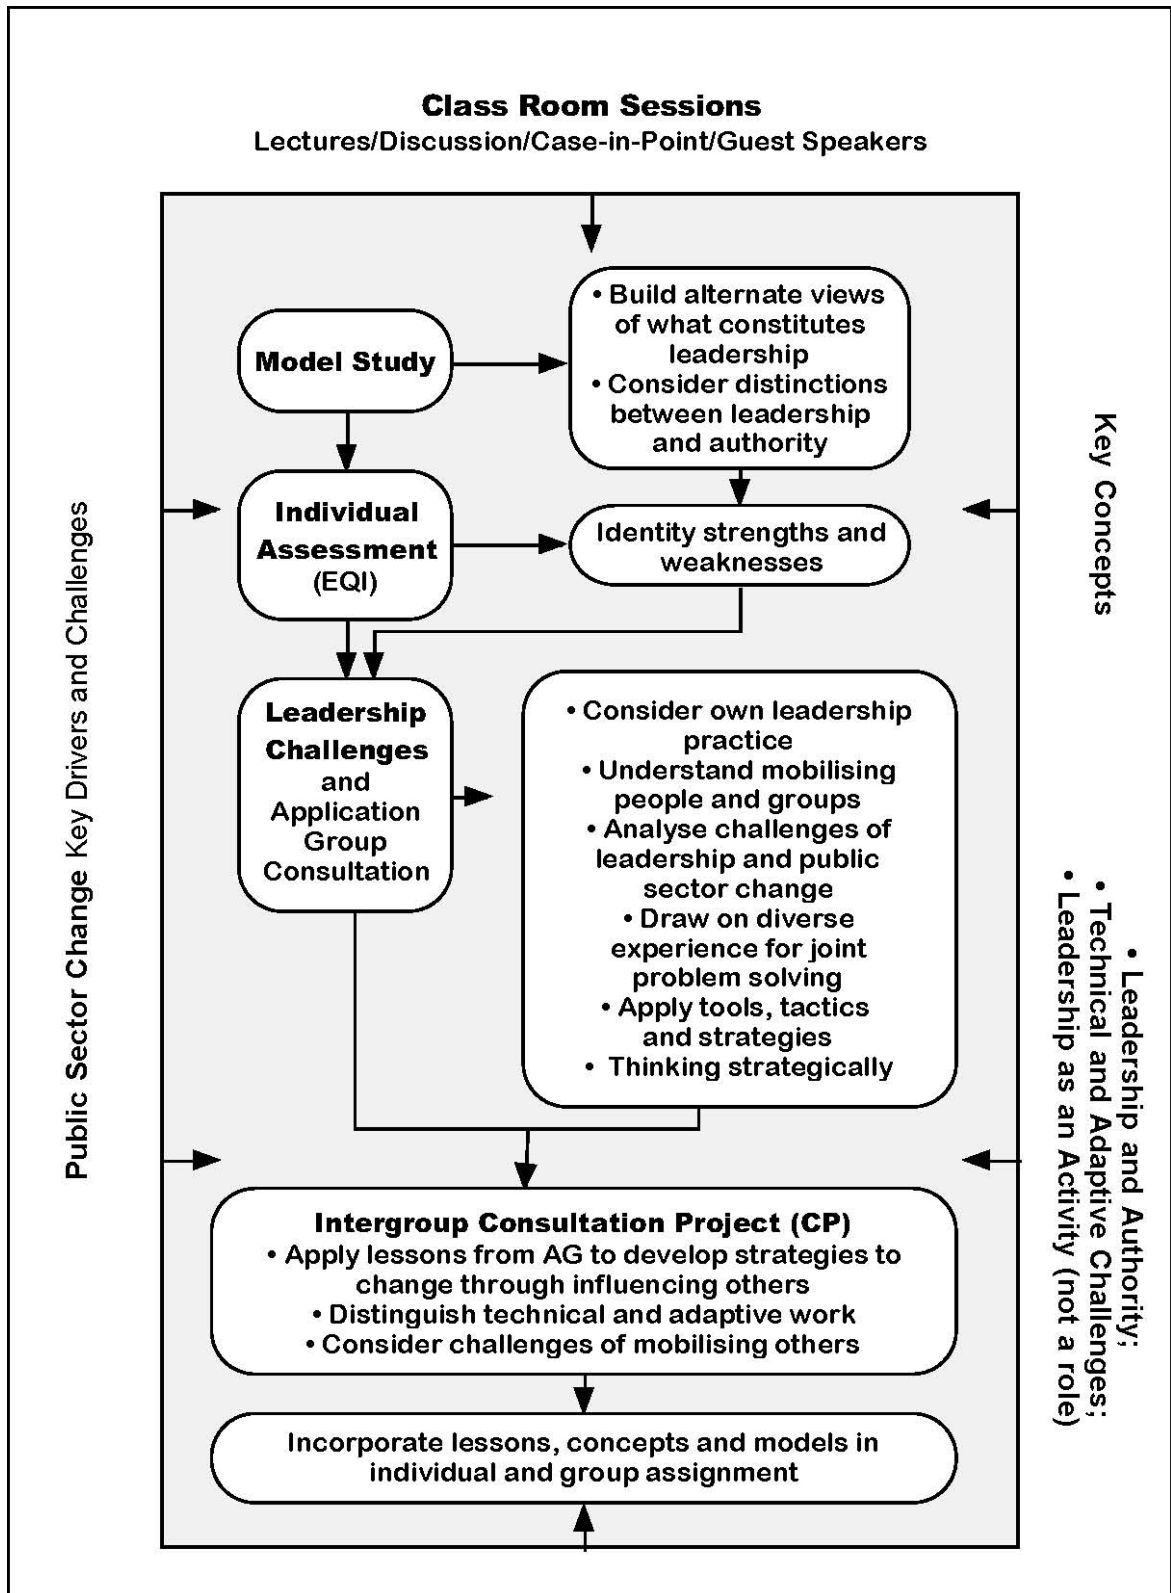 Class Room Sessions
Lectures/Discussion/Case-in-Point/Guest Speakers
Public Sector Change Key Drivers and Challenges
Model Study
• Build alternate views
of what constitutes
leadership
• Consider distinctions
between leadership
and authority
Individual
Assessment
(EQI)
Identity strengths and
weaknesses
Leadership
Challenges
and
Application
Group
Consultation
• Consider own leadership
practice
• Understand mobilising
people and groups
• Analyse challenges of
leadership and public
sector change
• Draw on diverse
experience for joint
problem solving
• Apply tools, tactics
and strategies
• Thinking strategically
Intergroup Consultation Project (CP)
• Apply lessons from AG to develop strategies to
change through influencing others
• Distinguish technical and adaptive work
• Consider challenges of mobilising others
Incorporate lessons, concepts and models in
individual and group assignment
Key Concepts
• Leadership and Authority;
• Technical and Adaptive Challenges;
• Leadership as an Activity (not a role)